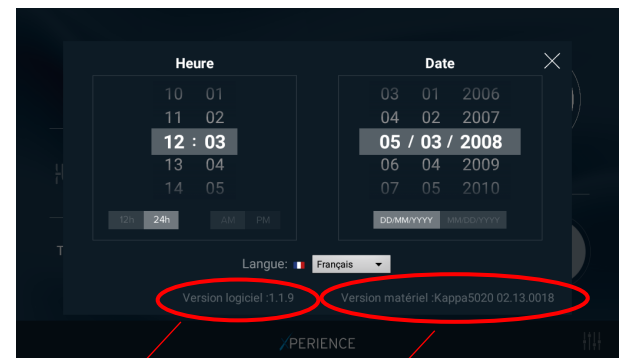 Heure Date
10 01 03 01 2006
11 02 04 02 2007
12 : 03 05 / 03 / 2008
13 04 06 04 2009
14 05 07 05 2010
12h 24h AM PM DD/MM/YYYY MM/DD/YYYY
Langue: Français
Version logiciel :1.1.9 Version matériel :Kappa5020 02.13.0018
T
/PERIENCE